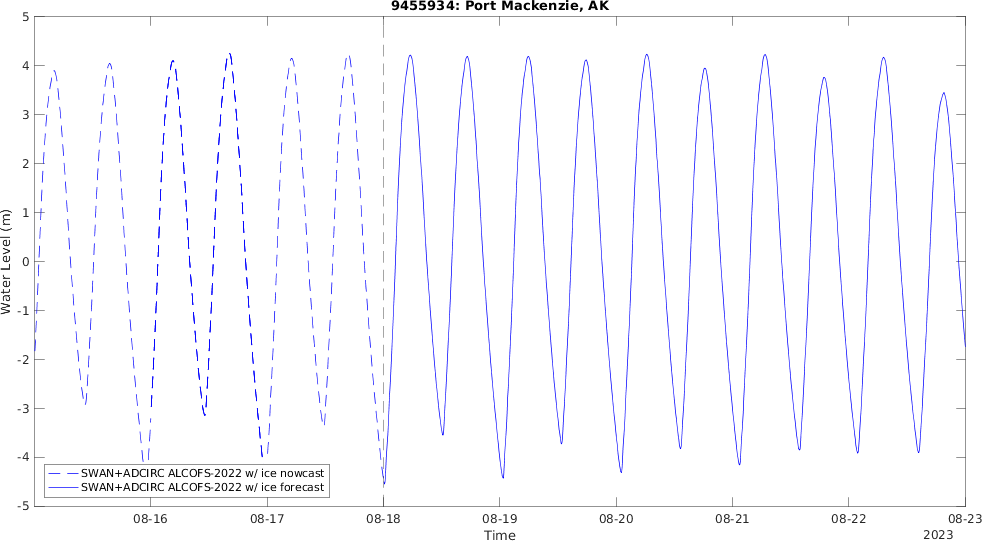 9455934: Port Mackenzie, AK
5
4
3
2
1
0
-1
-2
-3
-4
-5
Water Level (m)
SWAN+ADCIRC ALCOFS-2022 w/ ice nowcast
SWAN+ADCIRC ALCOFS-2022 w/ ice forecast
08-16 08-17 08-18 08-19 08-20 08-21 08-22 08-23
Time
2023